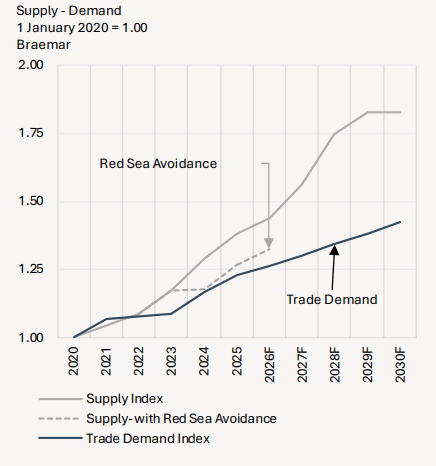 Supply - Demand
1 January 2020 = 1.00
Braemar
2.00
1.75
Red Sea Avoidance
1.50
1.25
Trade Demand
1.00
2020
2021
2022
2023
2024
2025
2026F
2027F
2028F
2029F
2030F
Supply Index
Supply-with Red Sea Avoidance
Trade Demand Index